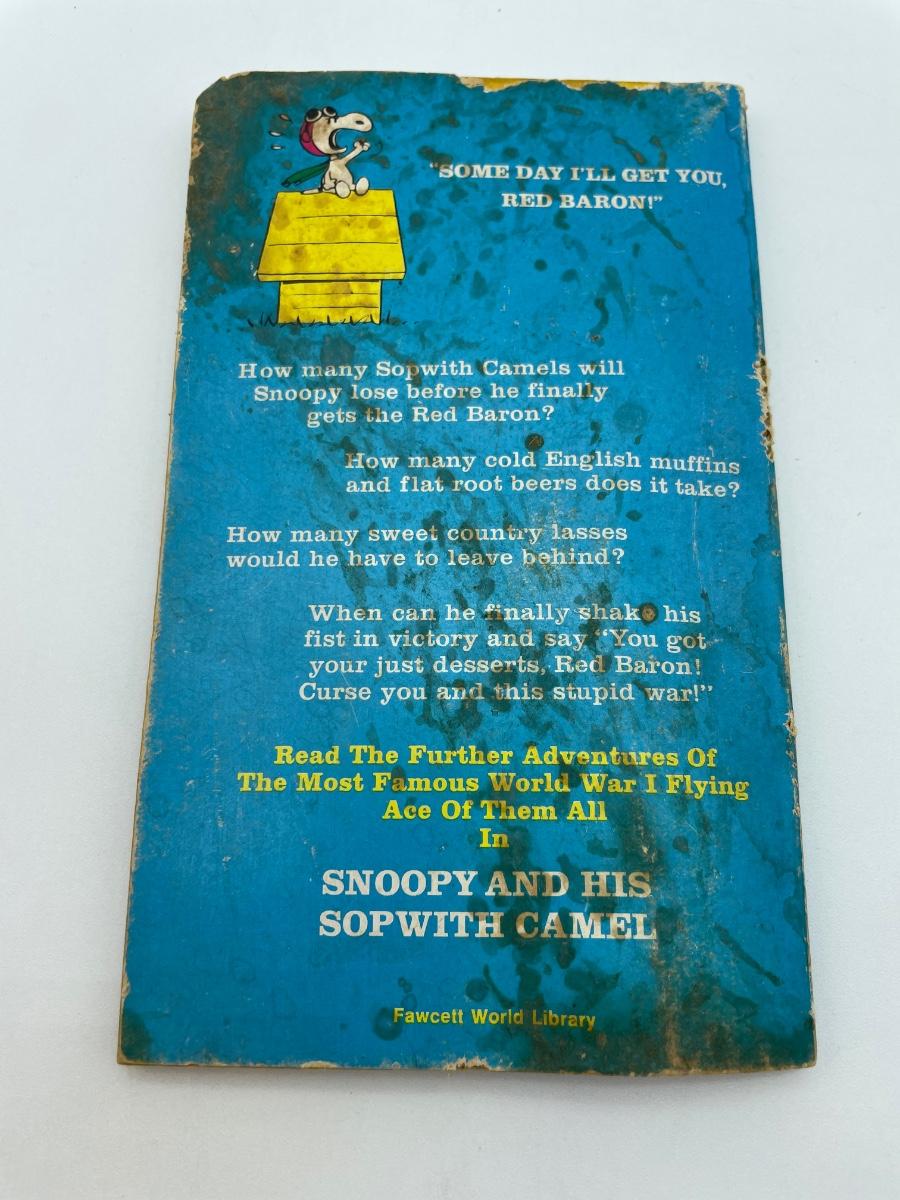 "SOME DAY I'LL GET YOU,
RED BARON!"
How many Sopwith Camels will
Snoopy lose before he finally
gets the Red Baron?
How many cold English muffins
and flat root beers does it take?
How many sweet country lasses
would he have to leave behind?
When can he finally shake his
fist in victory and say "You got
your just desserts, Red Baron!
Curse you and this stupid war!"
Read The Further Adventures Of
The Most Famous World War I Flying
Ace Of Them All
In
SNOOPY AND HIS
SOPWITH CAMEL
Fawcett World Library